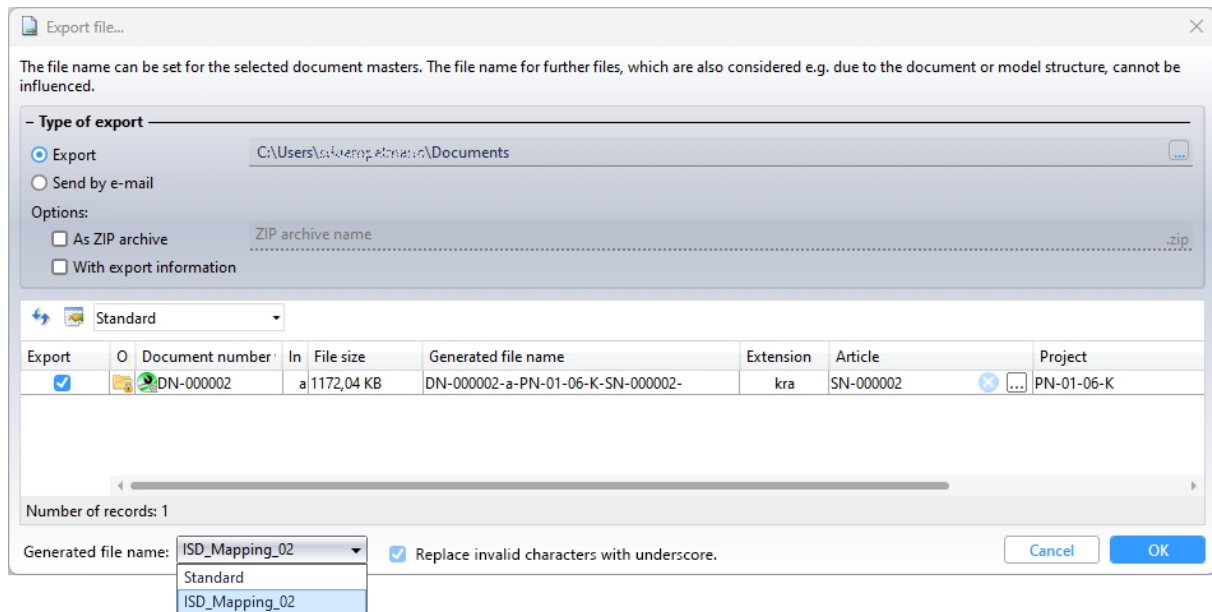 Export file...
The file name can be set for the selected document masters. The file name for further files, which are also considered e.g. due to the document or model structure, cannot be
influenced.
– Type of export
Export C:\Users\ \Documents ...
Send by e-mail
Options:
As ZIP archive ZIP archive name .zip
With export information
Standard
Export O Document number In File size Generated file name Extension Article Project
DN-000002 a 1172,04 KB DN-000002-a-PN-01-06-K-SN-000002- kra SN-000002 ... PN-01-06-K
Number of records: 1
Generated file name: ISD_Mapping_02 Replace invalid characters with underscore. Cancel OK
Standard
ISD_Mapping_02